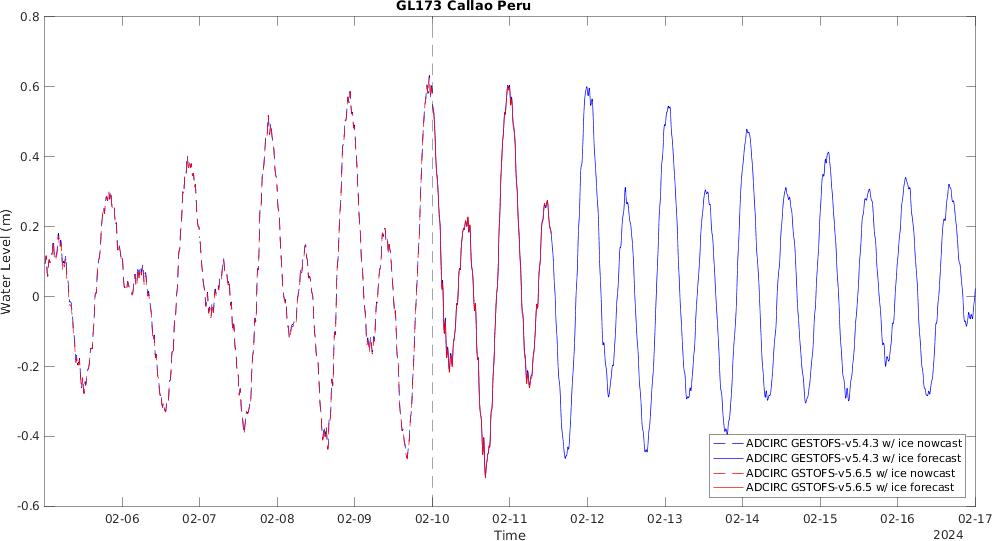 GL173 Callao Peru
0.8
0.6
0.4
0.2
0
-0.2
-0.4
-0.6
Water Level (m)
02-06 02-07 02-08 02-09 02-10 02-11 02-12 02-13 02-14 02-15 02-16 02-17
Time
2024
ADCIRC GESTOFS-v5.4.3 w/ ice nowcast
ADCIRC GESTOFS-v5.4.3 w/ ice forecast
ADCIRC GSTOFS-v5.6.5 w/ ice nowcast
ADCIRC GSTOFS-v5.6.5 w/ ice forecast